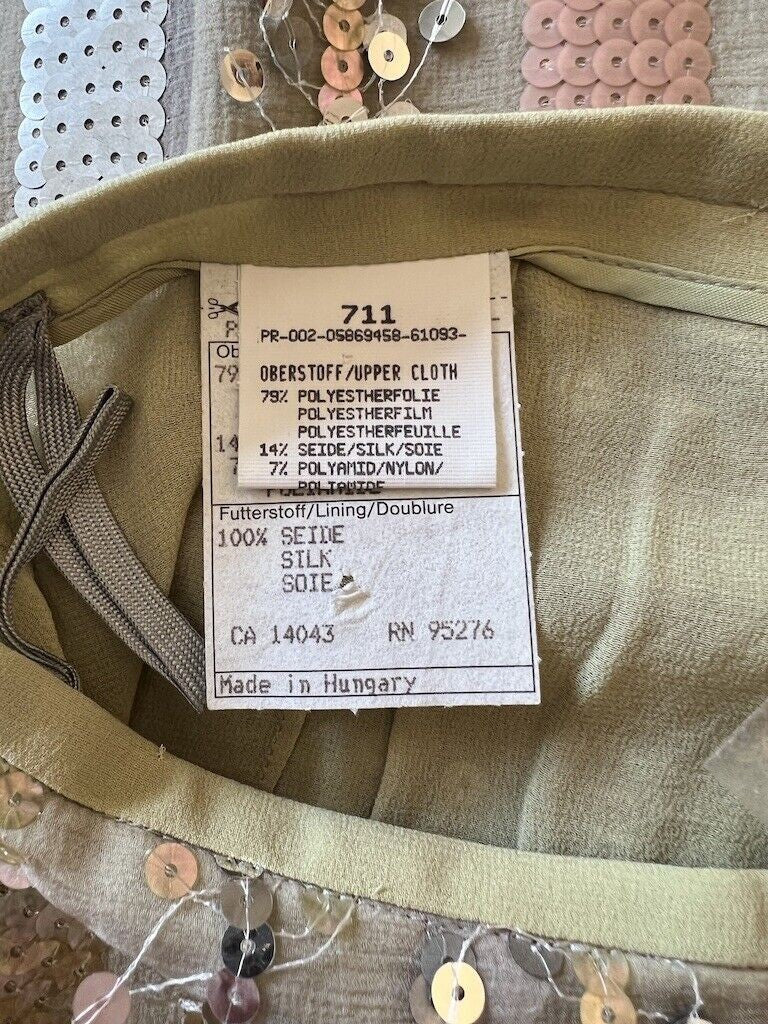 711
PR-002-05869458-61093-
OBERSTOFF/UPPER CLOTH
79% POLYESTHERFOLIE
POLYESTHERFILM
POLYESTHERFEUILLE
14% SEIDE/SILK/SOIE
7% POLYAMID/NYLON/
POLIAMIDE
Futterstoff/Lining/Doublure
100% SEIDE
SILK
SOIE
CA 14043 RN 95276
Made in Hungary